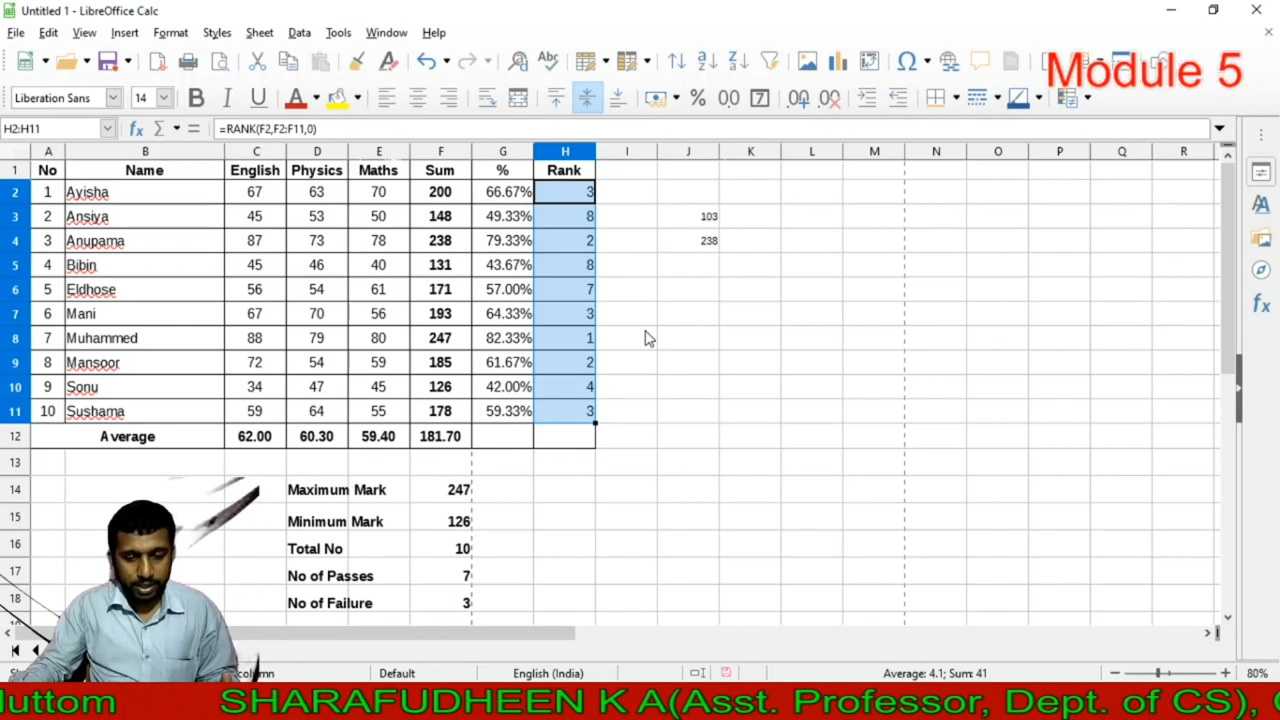 Untitled 1 - LibreOffice Calc
File Edit View Insert Format Styles Sheet Data Tools Window Help
Module 5
Liberation Sans 14
H2:H11 =RANK(F2,F2:F11,0)
A B C D E F G H I J K L M N O P Q R
1 No Name English Physics Maths Sum % Rank
2 1 Ayisha 67 63 70 200 66.67% 3
3 2 Ansiya 45 53 50 148 49.33% 8 103
4 3 Anupama 87 73 78 238 79.33% 2 238
5 4 Bibin 45 46 40 131 43.67% 8
6 5 Eldhose 56 54 61 171 57.00% 7
7 6 Mani 67 70 56 193 64.33% 3
8 7 Muhammed 88 79 80 247 82.33% 1
9 8 Mansoor 72 54 59 185 61.67% 2
10 9 Sonu 34 47 45 126 42.00% 4
11 10 Sushama 59 64 55 178 59.33% 3
12 Average 62.00 60.30 59.40 181.70
13
14 Maximum Mark 247
15 Minimum Mark 126
16 Total No 10
17 No of Passes 7
18 No of Failure 3
column Default English (India) Average: 4.1; Sum: 41 80%
Muttom SHARAFUDHEEN K A(Asst. Professor, Dept. of CS),